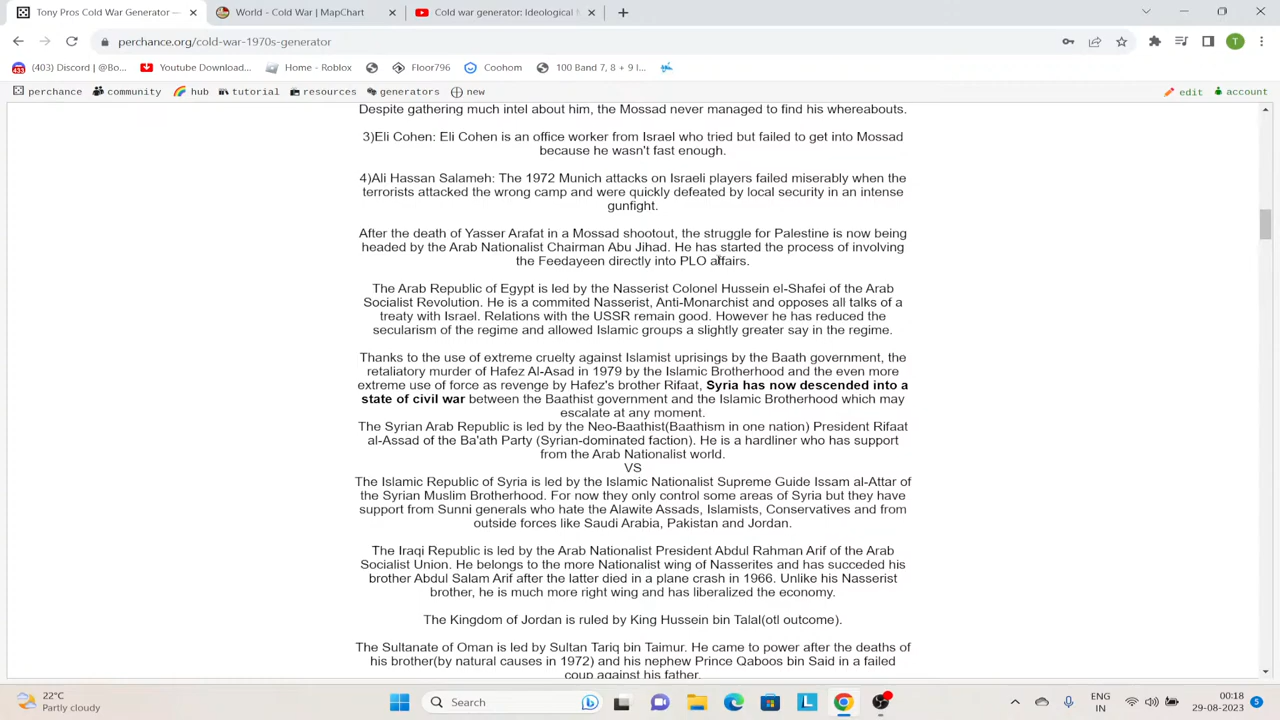 Tony Pros Cold War Generator —
World - Cold War | MapChart
Cold war generator: Ideological
perchance.org/cold-war-1970s-generator
T
(403) Discord | @Bo...
Youtube Download...
Home - Roblox
Floor796
Coohom
100 Band 7, 8 + 9 I...
perchance
community
hub
tutorial
resources
generators
new
edit
account
Despite gathering much intel about him, the Mossad never managed to find his whereabouts.
3)Eli Cohen: Eli Cohen is an office worker from Israel who tried but failed to get into Mossad
because he wasn't fast enough.
4)Ali Hassan Salameh: The 1972 Munich attacks on Israeli players failed miserably when the
terrorists attacked the wrong camp and were quickly defeated by local security in an intense
gunfight.
After the death of Yasser Arafat in a Mossad shootout, the struggle for Palestine is now being
headed by the Arab Nationalist Chairman Abu Jihad. He has started the process of involving
the Feedayeen directly into PLO affairs.
The Arab Republic of Egypt is led by the Nasserist Colonel Hussein el-Shafei of the Arab
Socialist Revolution. He is a commited Nasserist, Anti-Monarchist and opposes all talks of a
treaty with Israel. Relations with the USSR remain good. However he has reduced the
secularism of the regime and allowed Islamic groups a slightly greater say in the regime.
Thanks to the use of extreme cruelty against Islamist uprisings by the Baath government, the
retaliatory murder of Hafez Al-Asad in 1979 by the Islamic Brotherhood and the even more
extreme use of force as revenge by Hafez's brother Rifaat, Syria has now descended into a
state of civil war between the Baathist government and the Islamic Brotherhood which may
escalate at any moment.
The Syrian Arab Republic is led by the Neo-Baathist(Baathism in one nation) President Rifaat
al-Assad of the Ba'ath Party (Syrian-dominated faction). He is a hardliner who has support
from the Arab Nationalist world.
VS
The Islamic Republic of Syria is led by the Islamic Nationalist Supreme Guide Issam al-Attar of
the Syrian Muslim Brotherhood. For now they only control some areas of Syria but they have
support from Sunni generals who hate the Alawite Assads, Islamists, Conservatives and from
outside forces like Saudi Arabia, Pakistan and Jordan.
The Iraqi Republic is led by the Arab Nationalist President Abdul Rahman Arif of the Arab
Socialist Union. He belongs to the more Nationalist wing of Nasserites and has succeded his
brother Abdul Salam Arif after the latter died in a plane crash in 1966. Unlike his Nasserist
brother, he is much more right wing and has liberalized the economy.
The Kingdom of Jordan is ruled by King Hussein bin Talal(otl outcome).
The Sultanate of Oman is led by Sultan Tariq bin Taimur. He came to power after the deaths of
his brother(by natural causes in 1972) and his nephew Prince Qaboos bin Said in a failed
coup against his father.
22°C
Partly cloudy
Search
L
ENG
IN
00:18
29-08-2023
5